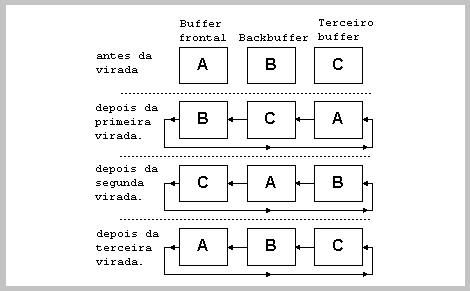 Buffer frontal
Backbuffer
Terceiro buffer
antes da virada
A B C
depois da primeira virada.
B C A
depois da segunda virada.
C A B
depois da terceira virada.
A B C